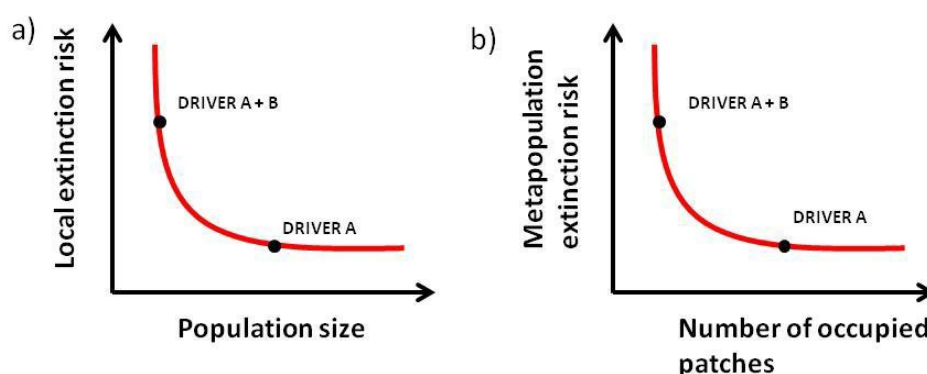 a)
Local extinction risk
DRIVER A + B
DRIVER A
Population size
b)
Metapopulation
extinction risk
DRIVER A + B
DRIVER A
Number of occupied
patches